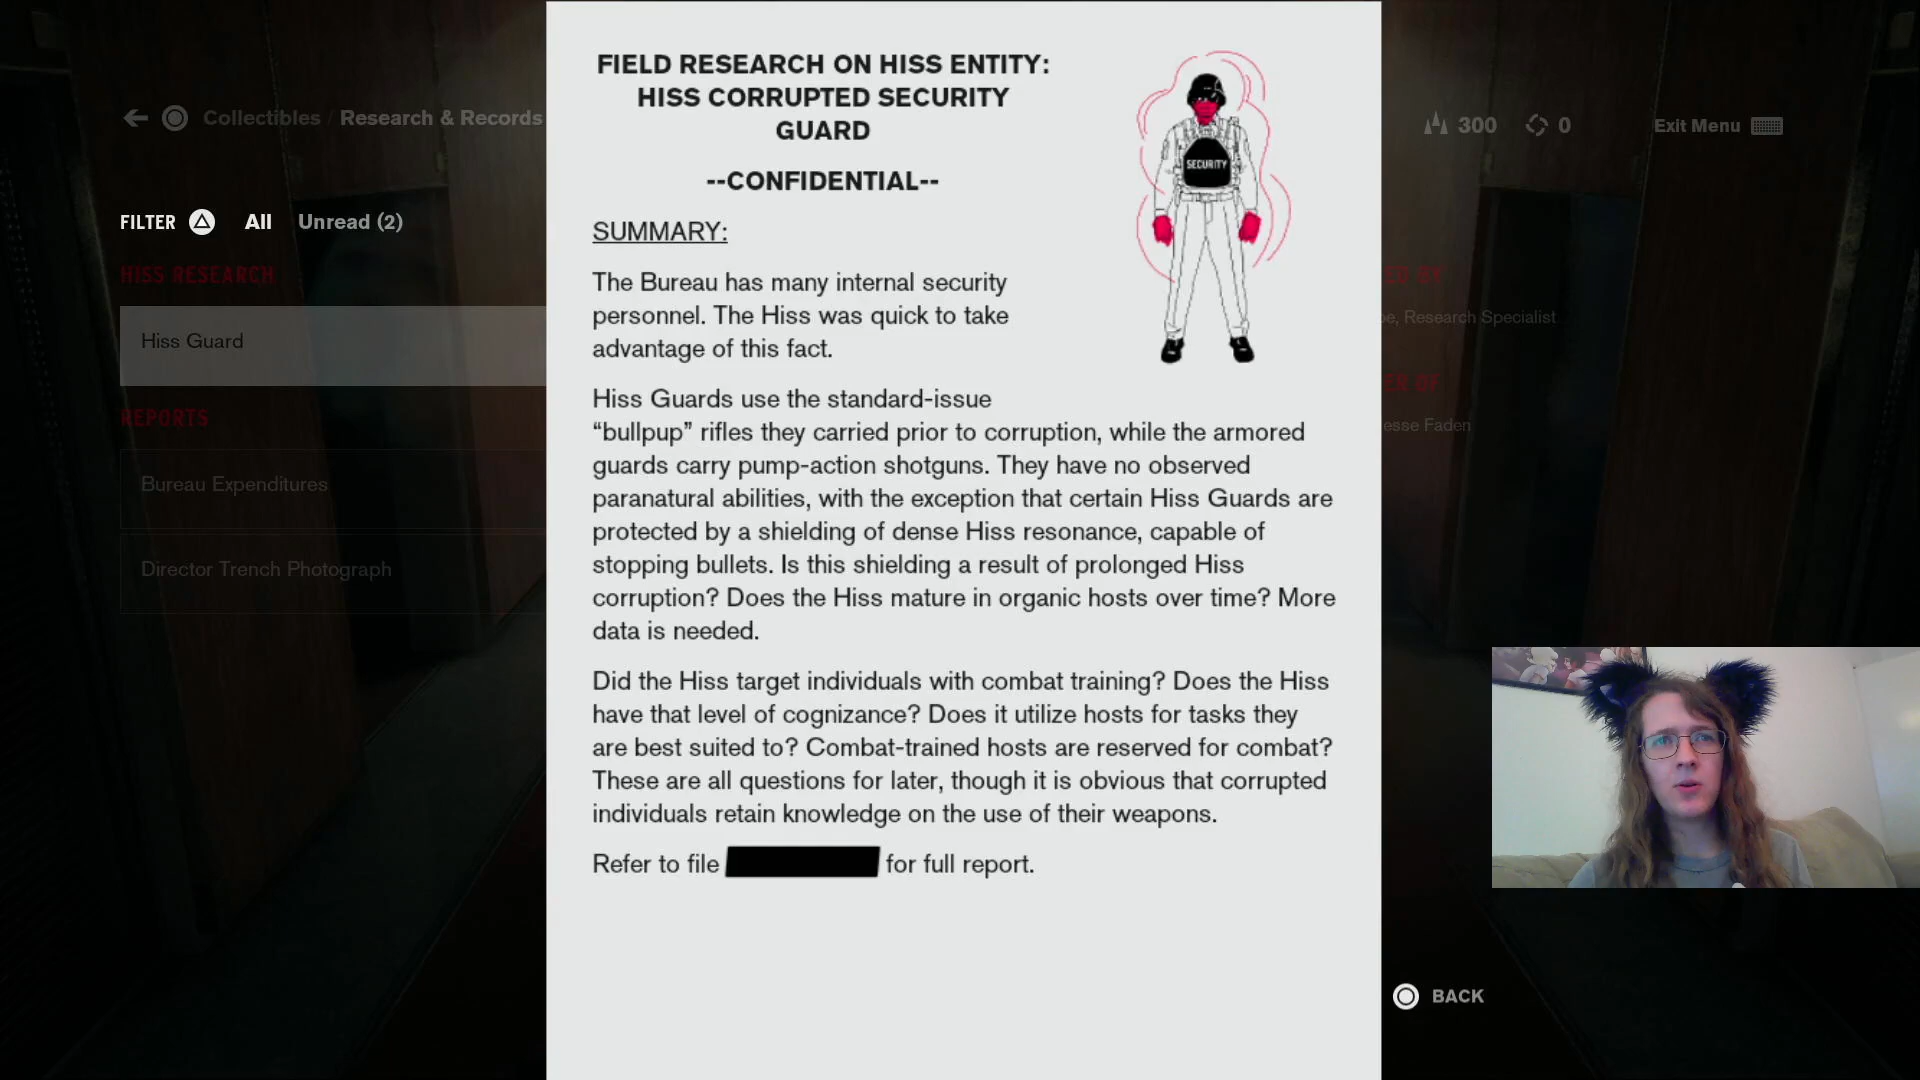 FIELD RESEARCH ON HISS ENTITY:
HISS CORRUPTED SECURITY
GUARD
--CONFIDENTIAL--
SECURITY
SUMMARY:
The Bureau has many internal security
personnel. The Hiss was quick to take
advantage of this fact.
Hiss Guards use the standard-issue
“bullpup” rifles they carried prior to corruption, while the armored
guards carry pump-action shotguns. They have no observed
paranatural abilities, with the exception that certain Hiss Guards are
protected by a shielding of dense Hiss resonance, capable of
stopping bullets. Is this shielding a result of prolonged Hiss
corruption? Does the Hiss mature in organic hosts over time? More
data is needed.
Did the Hiss target individuals with combat training? Does the Hiss
have that level of cognizance? Does it utilize hosts for tasks they
are best suited to? Combat-trained hosts are reserved for combat?
These are all questions for later, though it is obvious that corrupted
individuals retain knowledge on the use of their weapons.
Refer to file for full report.
Collectibles / Research & Records
FILTER All Unread (2)
HISS RESEARCH
Hiss Guard
REPORTS
Bureau Expenditures
Director Trench Photograph
300 0 Exit Menu
BY
Research Specialist
OF
Faden
BACK